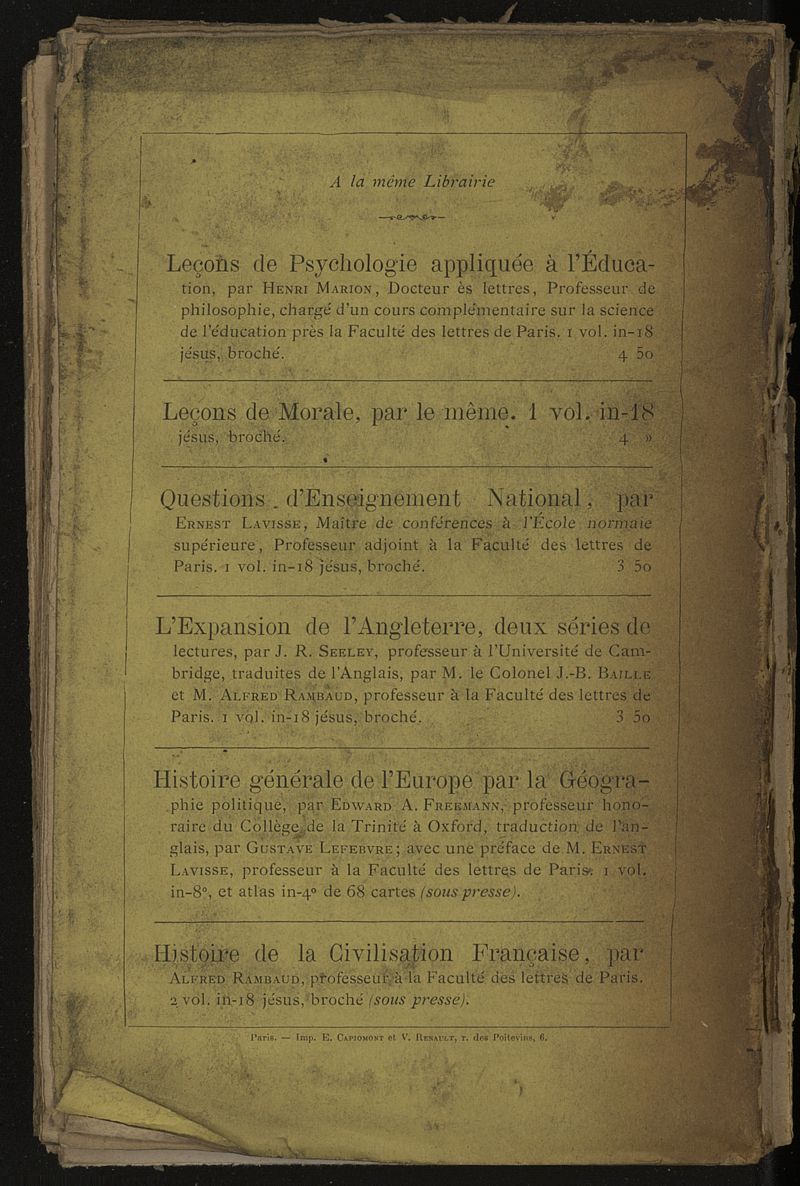 A la même Librairie
Leçons de Psychologie appliquée à l'Éduca-
tion, par Henri Marion, Docteur ès lettres, Professeur de
philosophie, chargé d'un cours complémentaire sur la science
de l'éducation près la Faculté des lettres de Paris. 1 vol. in-18
jésus, broché. 4 50
Leçons de Morale, par le même. 1 vol. in-18
jésus, broché. 4 »
Questions d'Enseignement National, par
Ernest Lavisse, Maître de conférences à l'École normale
supérieure, Professeur adjoint à la Faculté des lettres de
Paris. 1 vol. in-18 jésus, broché. 3 50
L'Expansion de l'Angleterre, deux séries de
lectures, par J. R. Seeley, professeur à l'Université de Cam-
bridge, traduites de l'Anglais, par M. le Colonel J.-B. Baille
et M. Alfred Rambaud, professeur à la Faculté des lettres de
Paris. 1 vol. in-18 jésus, broché. 3 50
Histoire générale de l'Europe par la Géogra-
phie politique, par Edward A. Freemann, professeur hono-
raire du Collège de la Trinité à Oxford, traduction de l'an-
glais, par Gustave Lefebvre; avec une préface de M. Ernest
Lavisse, professeur à la Faculté des lettres de Paris. 1 vol.
in-8º, et atlas in-4º de 68 cartes (sous presse).
Histoire de la Civilisation Française, par
Alfred Rambaud, professeur à la Faculté des lettres de Paris.
2 vol. in-18 jésus, broché (sous presse).
Paris. — Imp. E. Capiomont et V. Renault, r. des Poitevins, 6.